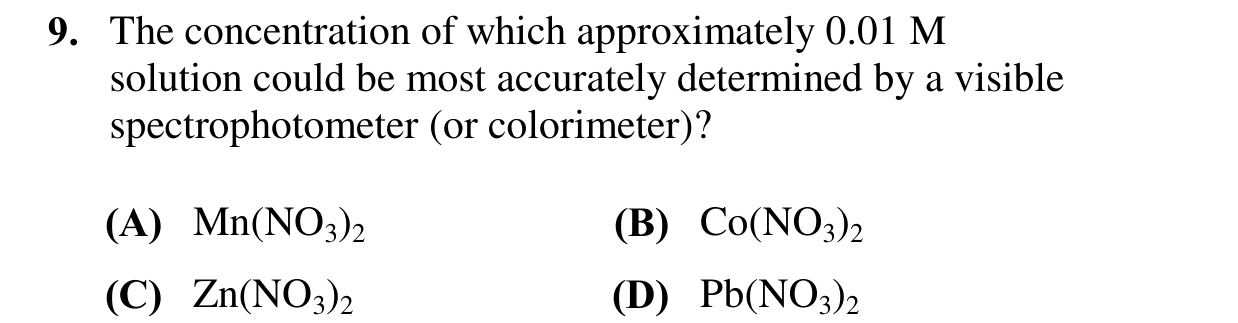 9. The concentration of which approximately 0.01 M
solution could be most accurately determined by a visible
spectrophotometer (or colorimeter)?
(A) Mn(NO₃)₂ (B) Co(NO₃)₂
(C) Zn(NO₃)₂ (D) Pb(NO₃)₂